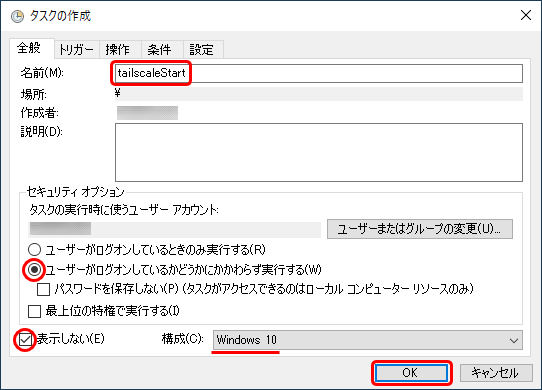 タスクの作成
全般 トリガー 操作 条件 設定
名前(M): tailscaleStart
場所: ¥
作成者:
説明(D):
セキュリティ オプション
タスクの実行時に使うユーザー アカウント:
ユーザーまたはグループの変更(U)...
ユーザーがログオンしているときのみ実行する(R)
ユーザーがログオンしているかどうかにかかわらず実行する(W)
パスワードを保存しない(P) (タスクがアクセスできるのはローカル コンピューター リソースのみ)
最上位の特権で実行する(I)
表示しない(E) 構成(C): Windows 10
OK キャンセル